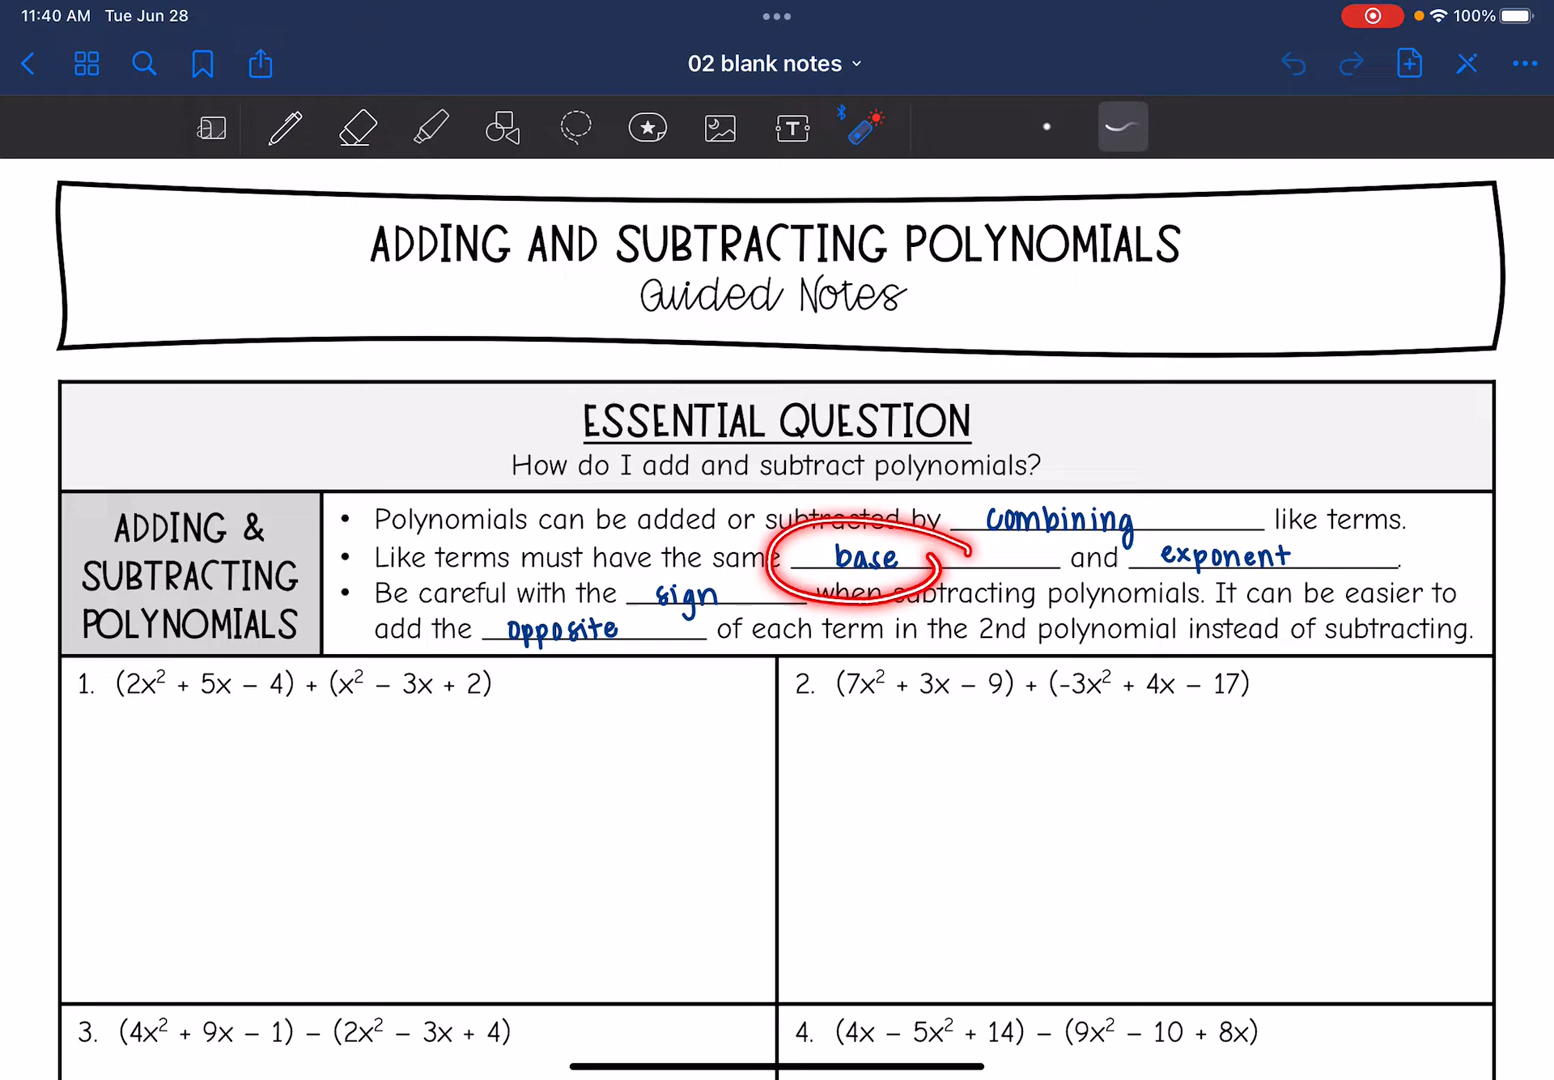 11:40 AM Tue Jun 28
100%
02 blank notes
T
ADDING AND SUBTRACTING POLYNOMIALS
Guided Notes
ESSENTIAL QUESTION
How do I add and subtract polynomials?
ADDING &
SUBTRACTING
POLYNOMIALS
• Polynomials can be added or subtracted by combining like terms.
• Like terms must have the same base and exponent.
• Be careful with the sign when subtracting polynomials. It can be easier to
add the opposite of each term in the 2nd polynomial instead of subtracting.
1. (2x² + 5x − 4) + (x² − 3x + 2)
2. (7x² + 3x − 9) + (-3x² + 4x − 17)
3. (4x² + 9x − 1) − (2x² − 3x + 4)
4. (4x − 5x² + 14) − (9x² − 10 + 8x)